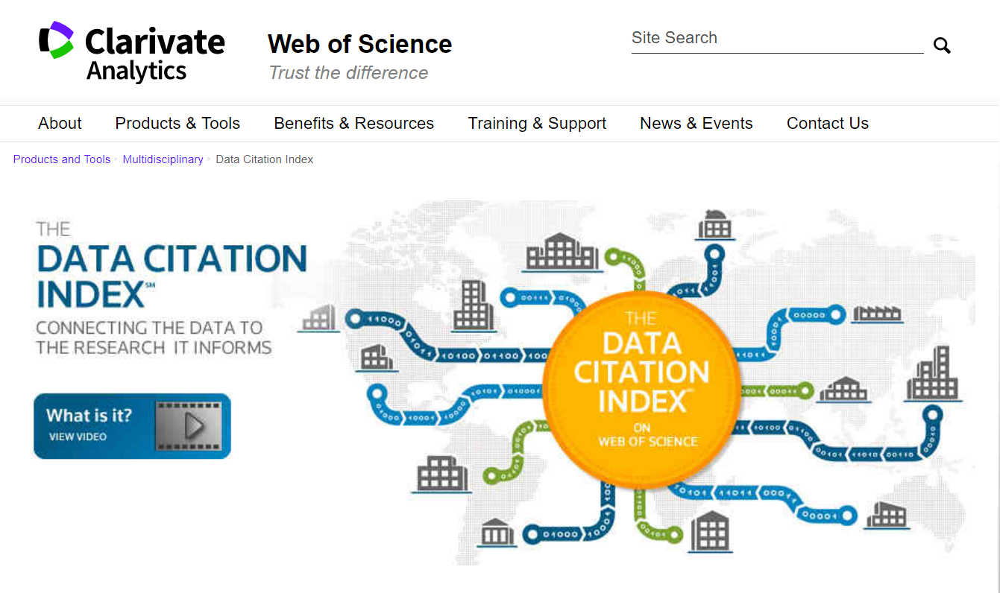 Clarivate
Analytics
Web of Science
Trust the difference
Site Search
About Products & Tools Benefits & Resources Training & Support News & Events Contact Us
Products and Tools Multidisciplinary Data Citation Index
THE
DATA CITATION
INDEX℠
CONNECTING THE DATA TO
THE RESEARCH IT INFORMS
What is it?
VIEW VIDEO
THE
DATA
CITATION
INDEX℠
ON
WEB OF SCIENCE